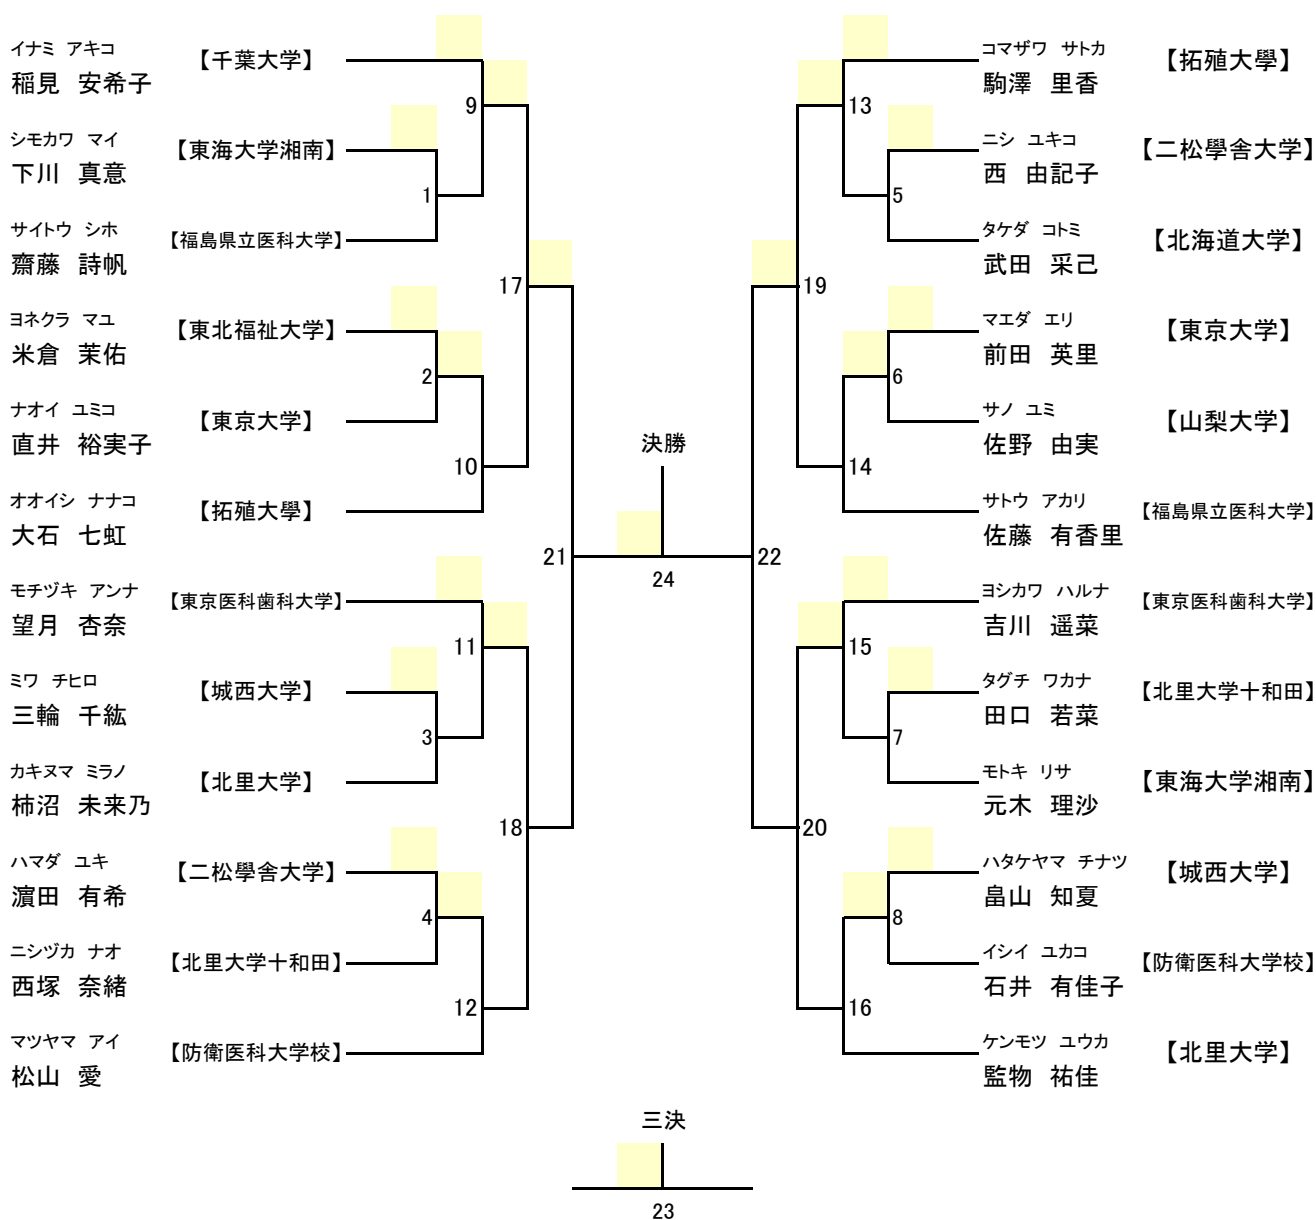 イナミ アキコ
稲見 安希子 【千葉大学】
シモカワ マイ
下川 真意 【東海大学湘南】
サイトウ シホ
齋藤 詩帆 【福島県立医科大学】
ヨネクラ マユ
米倉 茉佑 【東北福祉大学】
ナオイ ユミコ
直井 裕実子 【東京大学】
オオイシ ナナコ
大石 七虹 【拓殖大學】
モチヅキ アンナ
望月 杏奈 【東京医科歯科大学】
ミワ チヒロ
三輪 千紘 【城西大学】
カキヌマ ミラノ
柿沼 未来乃 【北里大学】
ハマダ ユキ
濵田 有希 【二松學舎大学】
ニシヅカ ナオ
西塚 奈緒 【北里大学十和田】
マツヤマ アイ
松山 愛 【防衛医科大学校】
9
1
17
2
10
21
11
3
18
4
12
決勝
24
三決
23
13
5
19
6
14
22
15
7
20
8
16
コマザワ サトカ
駒澤 里香 【拓殖大學】
ニシ ユキコ
西 由記子 【二松學舎大学】
タケダ コトミ
武田 采己 【北海道大学】
マエダ エリ
前田 英里 【東京大学】
サノ ユミ
佐野 由実 【山梨大学】
サトウ アカリ
佐藤 有香里 【福島県立医科大学】
ヨシカワ ハルナ
吉川 遥菜 【東京医科歯科大学】
タグチ ワカナ
田口 若菜 【北里大学十和田】
モトキ リサ
元木 理沙 【東海大学湘南】
ハタケヤマ チナツ
畠山 知夏 【城西大学】
イシイ ユカコ
石井 有佳子 【防衛医科大学校】
ケンモツ ユウカ
監物 祐佳 【北里大学】